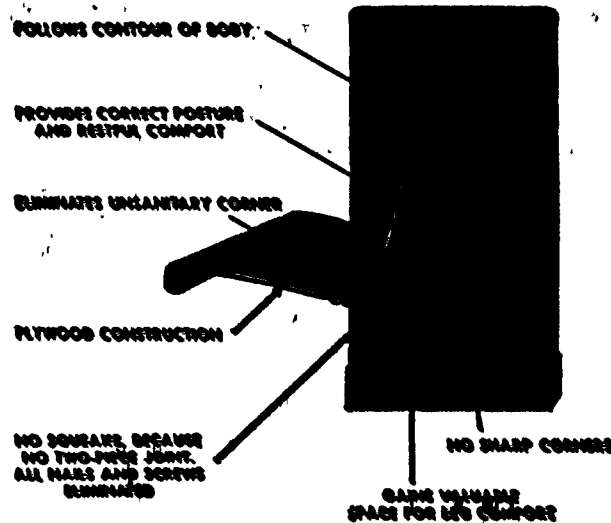 FOLLOWS CONTOUR OF BODY
PROVIDES CORRECT POSTURE
AND RESTFUL COMFORT
ELIMINATES UNSANITARY CORNER
PLYWOOD CONSTRUCTION
NO SQUEAKS, BECAUSE
NO TWO-PIECE JOINT.
ALL NAILS AND SCREWS
ELIMINATED
NO SHARP CORNERS
GAINS VALUABLE
SPACE FOR LEG COMFORT